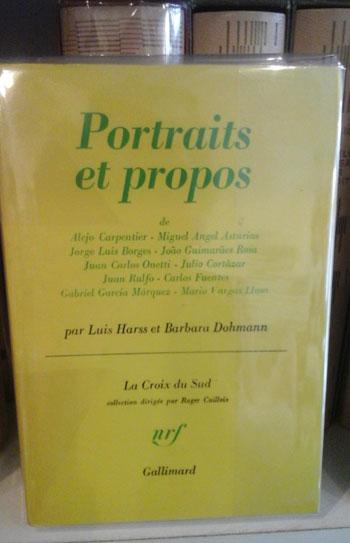 Portraits
et propos
de
Alejo Carpentier - Miguel Angel Asturias
Jorge Luis Borges - João Guimarães Rosa
Juan Carlos Onetti - Julio Cortázar
Juan Rulfo - Carlos Fuentes
Gabriel García Márquez - Mario Vargas Llosa
par Luis Harss et Barbara Dohmann
La Croix du Sud
collection dirigée par Roger Caillois
nrf
Gallimard